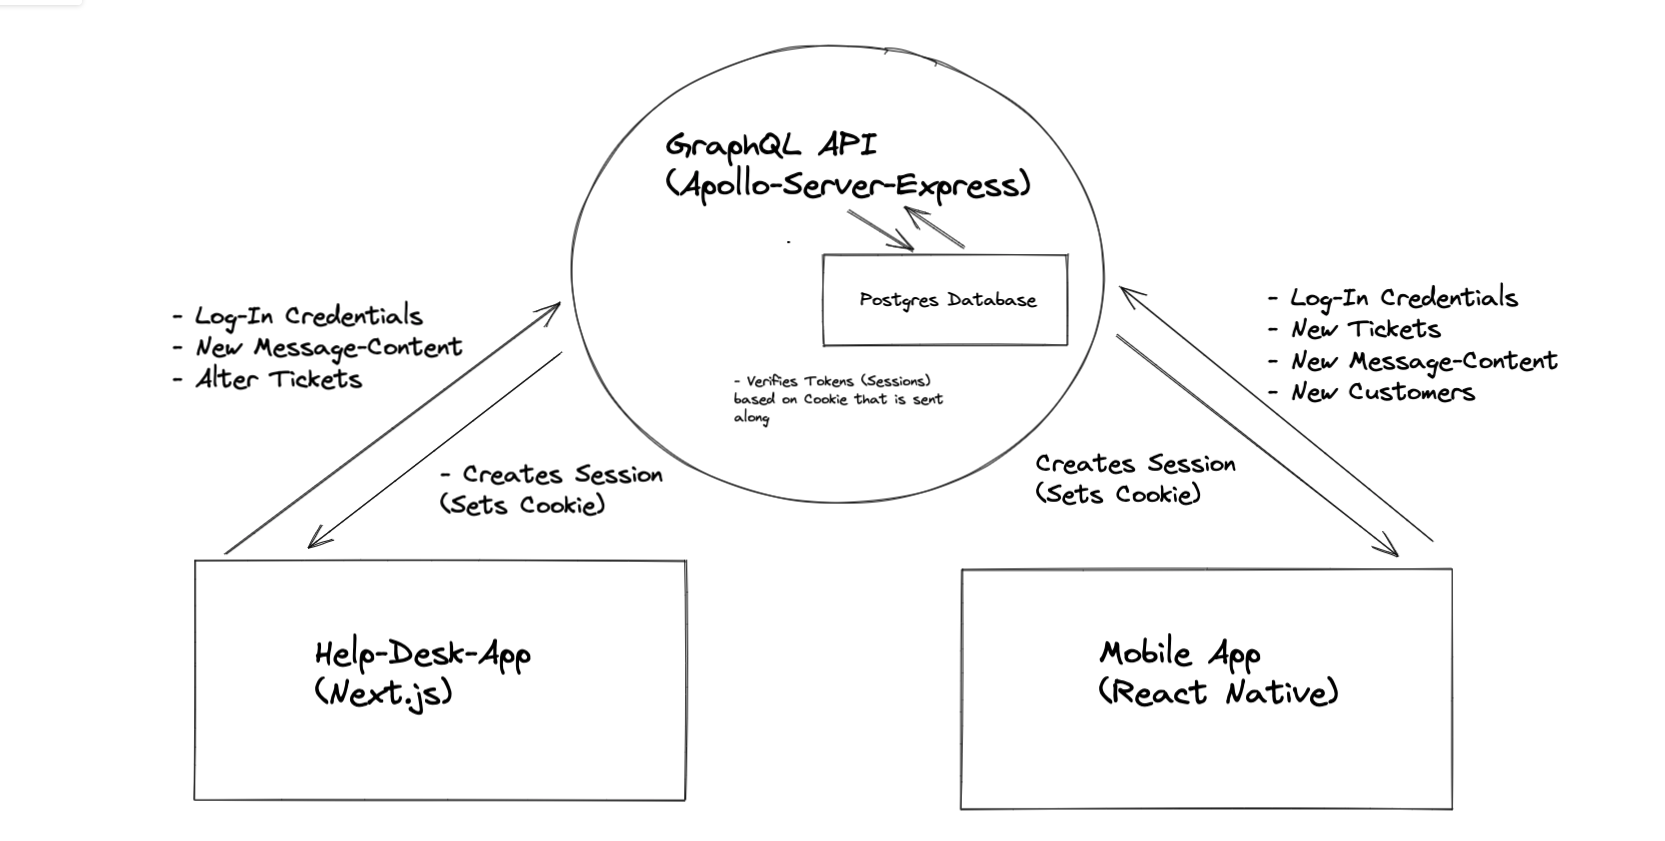 GraphQL API
(Apollo-Server-Express)
Postgres Database
- Verifies Tokens (Sessions)
based on Cookie that is sent
along
- Log-In Credentials
- New Message-Content
- Alter Tickets
- Creates Session
(Sets Cookie)
- Log-In Credentials
- New Tickets
- New Message-Content
- New Customers
Creates Session
(Sets Cookie)
Help-Desk-App
(Next.js)
Mobile App
(React Native)